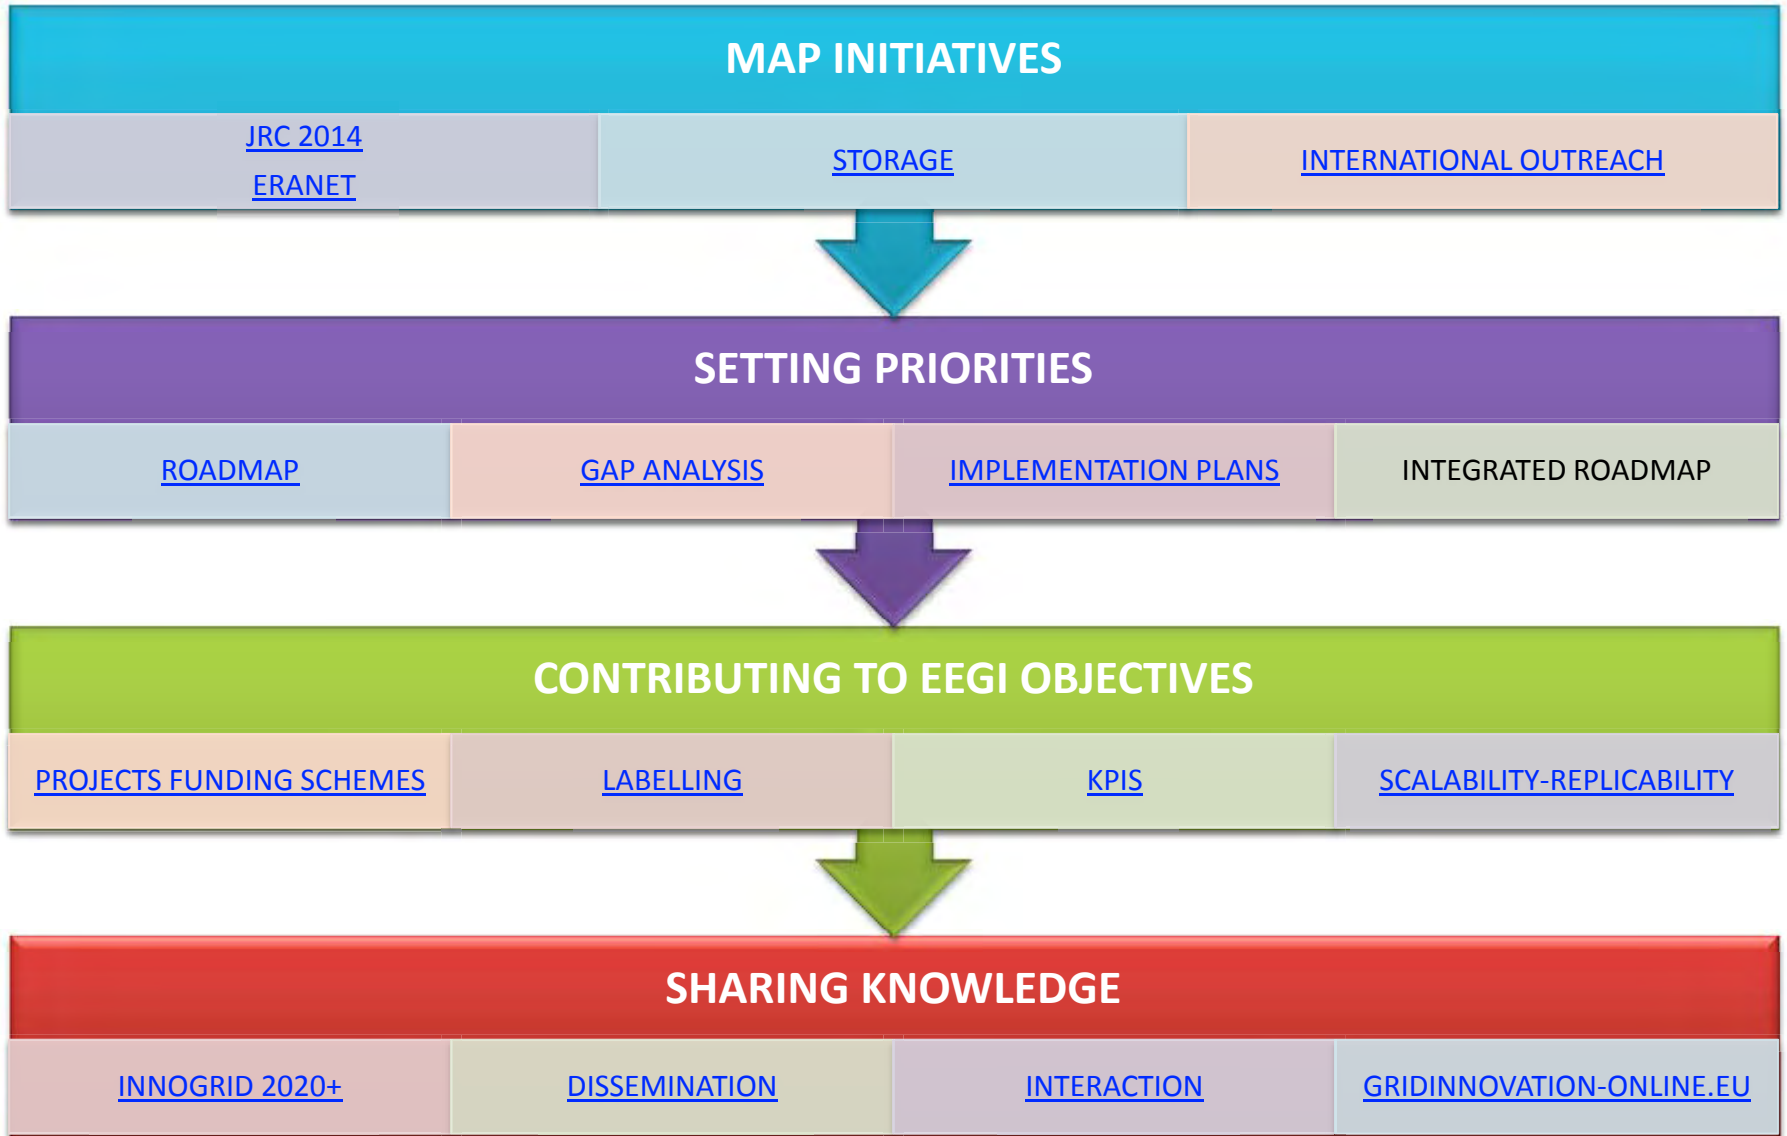 MAP INITIATIVES
JRC 2014
ERANET
STORAGE
INTERNATIONAL OUTREACH
SETTING PRIORITIES
ROADMAP
GAP ANALYSIS
IMPLEMENTATION PLANS
INTEGRATED ROADMAP
CONTRIBUTING TO EEGI OBJECTIVES
PROJECTS FUNDING SCHEMES
LABELLING
KPIS
SCALABILITY-REPLICABILITY
SHARING KNOWLEDGE
INNOGRID 2020+
DISSEMINATION
INTERACTION
GRIDINNOVATION-ONLINE.EU